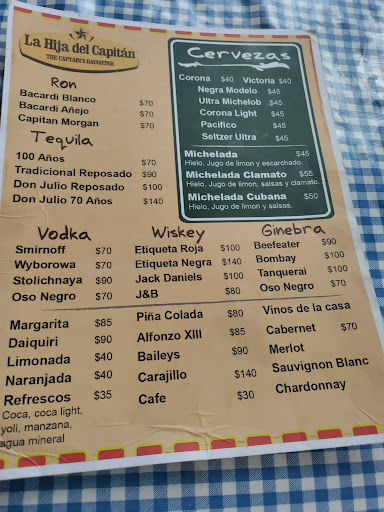 La Hija del Capitán
THE CAPTAIN'S DAUGHTER
Ron
Bacardi Blanco $70
Bacardi Añejo $70
Capitan Morgan $70
Tequila
100 Años $70
Tradicional Reposado $90
Don Julio Reposado $100
Don Julio 70 Años $140
Cervezas
Corona $40 Victoria $40
Negra Modelo $45
Ultra Michelob $45
Corona Light $45
Pacifico $45
Seltzer Ultra $45
Michelada $45
Hielo, Jugo de limon y escarchado.
Michelada Clamato $55
Hielo, Jugo de limon, salsas y clamato.
Michelada Cubana $50
Hielo, Jugo de limon y salsas.
Vodka
Smirnoff $70
Wyborowa $70
Stolichnaya $90
Oso Negro $70
Wiskey
Etiqueta Roja $100
Etiqueta Negra $140
Jack Daniels $100
J&B $80
Ginebra
Beefeater $90
Bombay $100
Tanquerai $100
Oso Negro $70
Margarita $85
Daiquiri $90
Limonada $40
Naranjada $40
Refrescos $35
Coca, coca light,
yoli, manzana,
agua mineral
Piña Colada $80
Alfonzo XIII $85
Baileys $90
Carajillo $140
Cafe $30
Vinos de la casa
Cabernet $70
Merlot
Sauvignon Blanc
Chardonnay